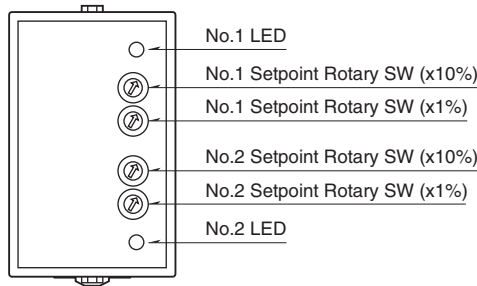 No.1 LED
No.1 Setpoint Rotary SW (x10%)
No.1 Setpoint Rotary SW (x1%)
No.2 Setpoint Rotary SW (x10%)
No.2 Setpoint Rotary SW (x1%)
No.2 LED